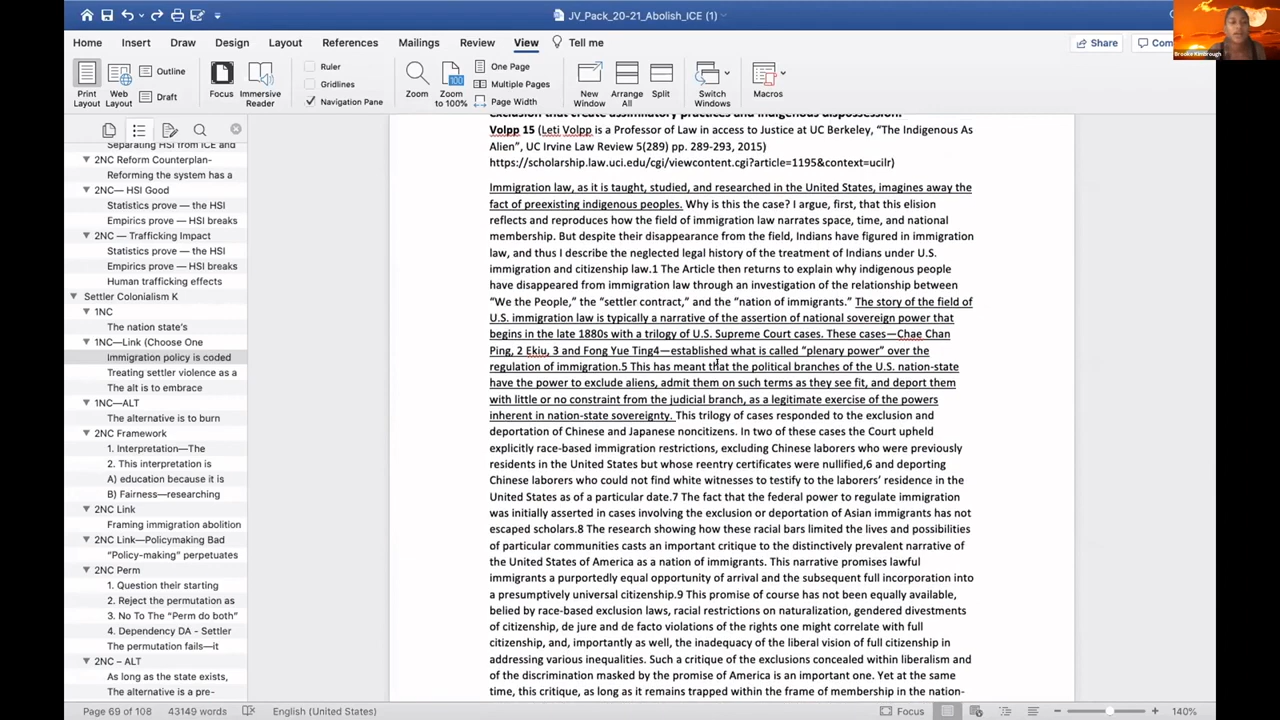 JV_Pack_20-21_Abolish_ICE (1)
Home Insert Draw Design Layout References Mailings Review View Tell me
Share Com
Brooke Kimbrough
Print Layout
Web Layout
Outline
Draft
Focus
Immersive Reader
Ruler
Gridlines
Navigation Pane
Zoom
Zoom to 100%
One Page
Multiple Pages
Page Width
New Window
Arrange All
Split
Switch Windows
Macros
Separating HSI from ICE and
2NC Reform Counterplan-
Reforming the system has a
2NC— HSI Good
Statistics prove — the HSI
Empirics prove — HSI breaks
2NC — Trafficking Impact
Statistics prove — the HSI
Empirics prove — HSI breaks
Human trafficking effects
Settler Colonialism K
1NC
The nation state's
1NC—Link (Choose One
Immigration policy is coded
Treating settler violence as a
The alt is to embrace
1NC—ALT
The alternative is to burn
2NC Framework
1. Interpretation—The
2. This interpretation is
A) education because it is
B) Fairness—researching
2NC Link
Framing immigration abolition
2NC Link—Policymaking Bad
"Policy-making" perpetuates
2NC Perm
1. Question their starting
2. Reject the permutation as
3. No To The "Perm do both"
4. Dependency DA - Settler
The permutation fails—it
2NC – ALT
As long as the state exists,
The alternative is a pre-
Exclusion that create assimilatory practices and indigenous dispossession.
Volpp 15 (Leti Volpp is a Professor of Law in access to Justice at UC Berkeley, "The Indigenous As
Alien", UC Irvine Law Review 5(289) pp. 289-293, 2015)
https://scholarship.law.uci.edu/cgi/viewcontent.cgi?article=1195&context=ucilr)
Immigration law, as it is taught, studied, and researched in the United States, imagines away the
fact of preexisting indigenous peoples. Why is this the case? I argue, first, that this elision
reflects and reproduces how the field of immigration law narrates space, time, and national
membership. But despite their disappearance from the field, Indians have figured in immigration
law, and thus I describe the neglected legal history of the treatment of Indians under U.S.
immigration and citizenship law.1 The Article then returns to explain why indigenous people
have disappeared from immigration law through an investigation of the relationship between
"We the People," the "settler contract," and the "nation of immigrants." The story of the field of
U.S. immigration law is typically a narrative of the assertion of national sovereign power that
begins in the late 1880s with a trilogy of U.S. Supreme Court cases. These cases—Chae Chan
Ping, 2 Ekiu, 3 and Fong Yue Ting4—established what is called "plenary power" over the
regulation of immigration.5 This has meant that the political branches of the U.S. nation-state
have the power to exclude aliens, admit them on such terms as they see fit, and deport them
with little or no constraint from the judicial branch, as a legitimate exercise of the powers
inherent in nation-state sovereignty. This trilogy of cases responded to the exclusion and
deportation of Chinese and Japanese noncitizens. In two of these cases the Court upheld
explicitly race-based immigration restrictions, excluding Chinese laborers who were previously
residents in the United States but whose reentry certificates were nullified,6 and deporting
Chinese laborers who could not find white witnesses to testify to the laborers' residence in the
United States as of a particular date.7 The fact that the federal power to regulate immigration
was initially asserted in cases involving the exclusion or deportation of Asian immigrants has not
escaped scholars.8 The research showing how these racial bars limited the lives and possibilities
of particular communities casts an important critique to the distinctively prevalent narrative of
the United States of America as a nation of immigrants. This narrative promises lawful
immigrants a purportedly equal opportunity of arrival and the subsequent full incorporation into
a presumptively universal citizenship.9 This promise of course has not been equally available,
belied by race-based exclusion laws, racial restrictions on naturalization, gendered divestments
of citizenship, de jure and de facto violations of the rights one might correlate with full
citizenship, and, importantly as well, the inadequacy of the liberal vision of full citizenship in
addressing various inequalities. Such a critique of the exclusions concealed within liberalism and
of the discrimination masked by the promise of America is an important one. Yet at the same
time, this critique, as long as it remains trapped within the frame of membership in the nation-
Page 69 of 108 43149 words English (United States) Focus 140%